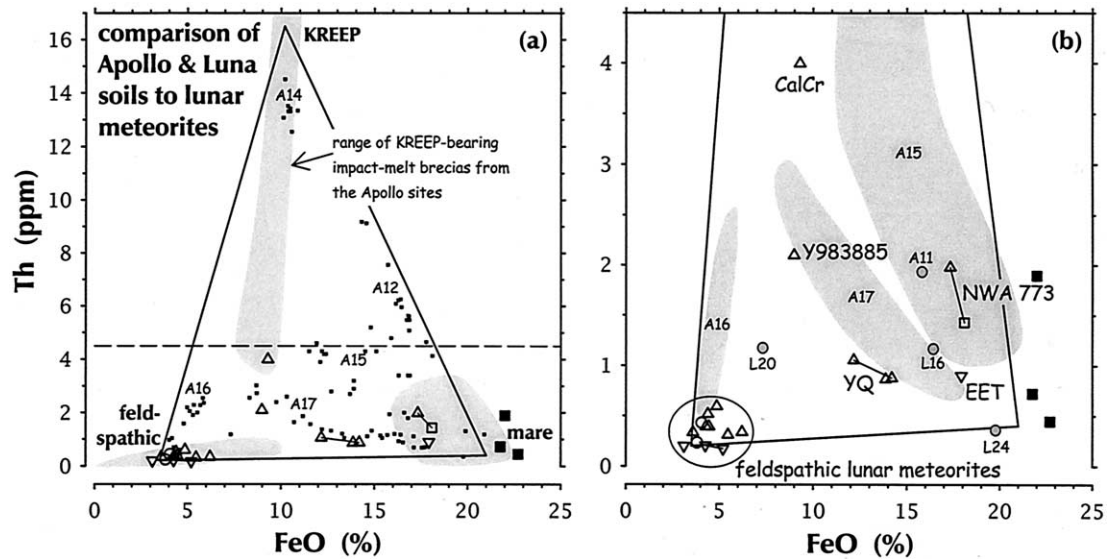 comparison of
Apollo & Luna
soils to lunar
meteorites
KREEP
(a)
A14
range of KREEP-bearing
impact-melt brecias from
the Apollo sites
A12
A15
A16
A17
feld-
spathic
mare
16
14
12
10
8
6
4
2
0
Th (ppm)
0 5 10 15 20 25
FeO (%)
(b)
CalCr
A15
Y983885
A11
NWA 773
A17
A16
L20
L16
YQ
EET
L24
feldspathic lunar meteorites
4
3
2
1
0
0 5 10 15 20 25
FeO (%)